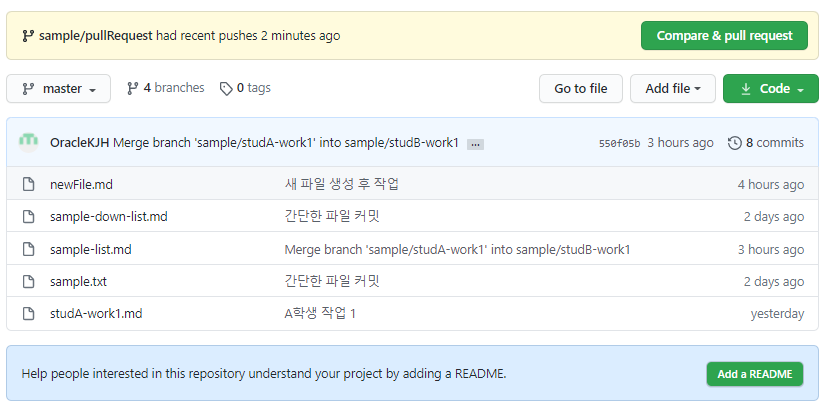 sample/pullRequest had recent pushes 2 minutes ago Compare & pull request
master 4 branches 0 tags Go to file Add file Code
OracleKJH Merge branch 'sample/studA-work1' into sample/studB-work1 ... 550f05b 3 hours ago 8 commits
newFile.md 새 파일 생성 후 작업 4 hours ago
sample-down-list.md 간단한 파일 커밋 2 days ago
sample-list.md Merge branch 'sample/studA-work1' into sample/studB-work1 3 hours ago
sample.txt 간단한 파일 커밋 2 days ago
studA-work1.md A학생 작업 1 yesterday
Help people interested in this repository understand your project by adding a README. Add a README